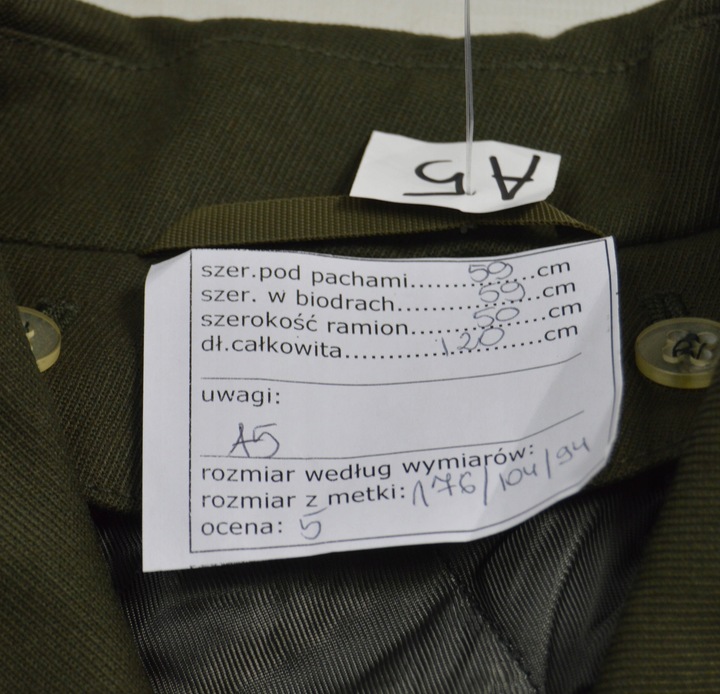 A5
szer.pod pachami......59...cm
szer. w biodrach..........69...cm
szerokość ramion........50....cm
dł.całkowita..............120......cm
uwagi:
A5
rozmiar według wymiarów:
rozmiar z metki: 176/104/94
ocena: 5